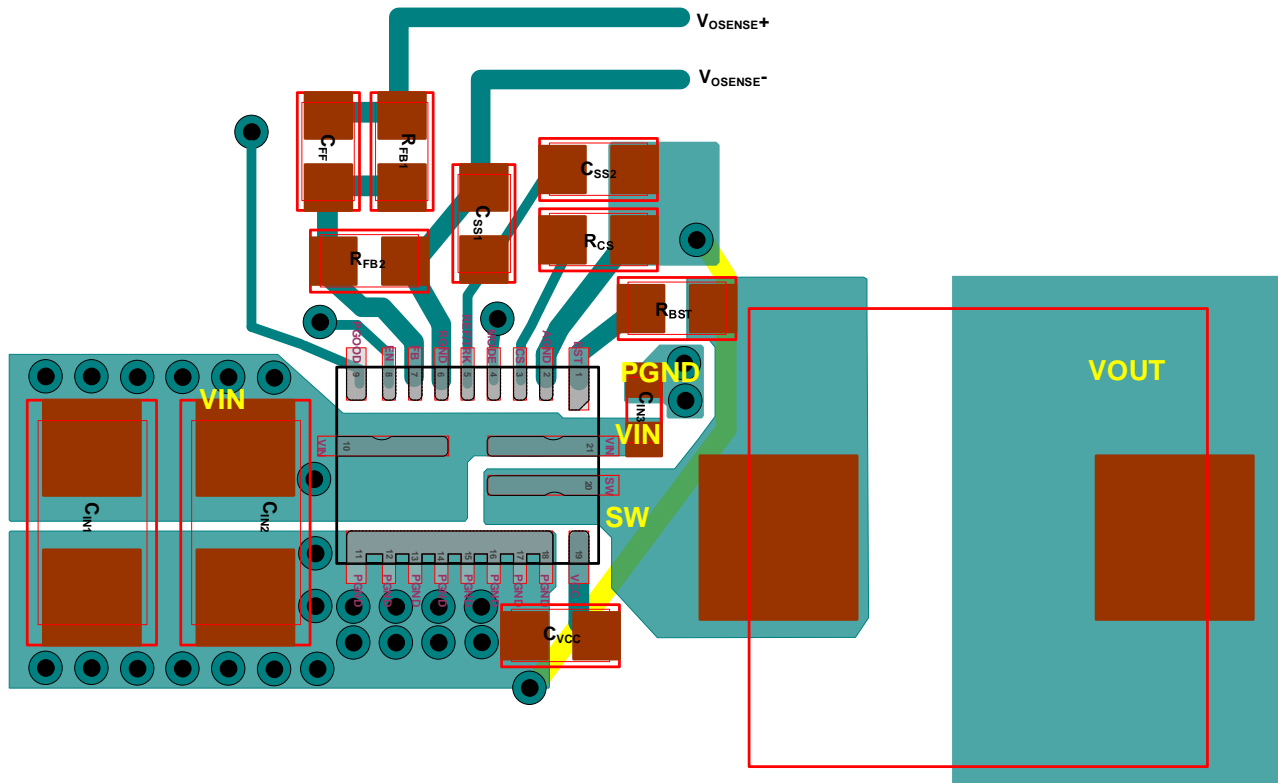 VOSENSE+
VOSENSE-
CFF
RFB1
CSS1
CSS2
RCS
RFB2
RBST
PGOOD
EN
FB
RGND
REF/TRK
MODE
CS
AGND
BST
9
8
7
6
5
4
3
2
1
PGND
VIN
VOUT
CIN3
VIN
VIN
10
21
VIN
20
SW
SW
CIN1
CIN2
11
12
13
14
15
16
17
18
19
PGND
PGND
PGND
PGND
PGND
PGND
PGND
PGND
VCC
CVCC